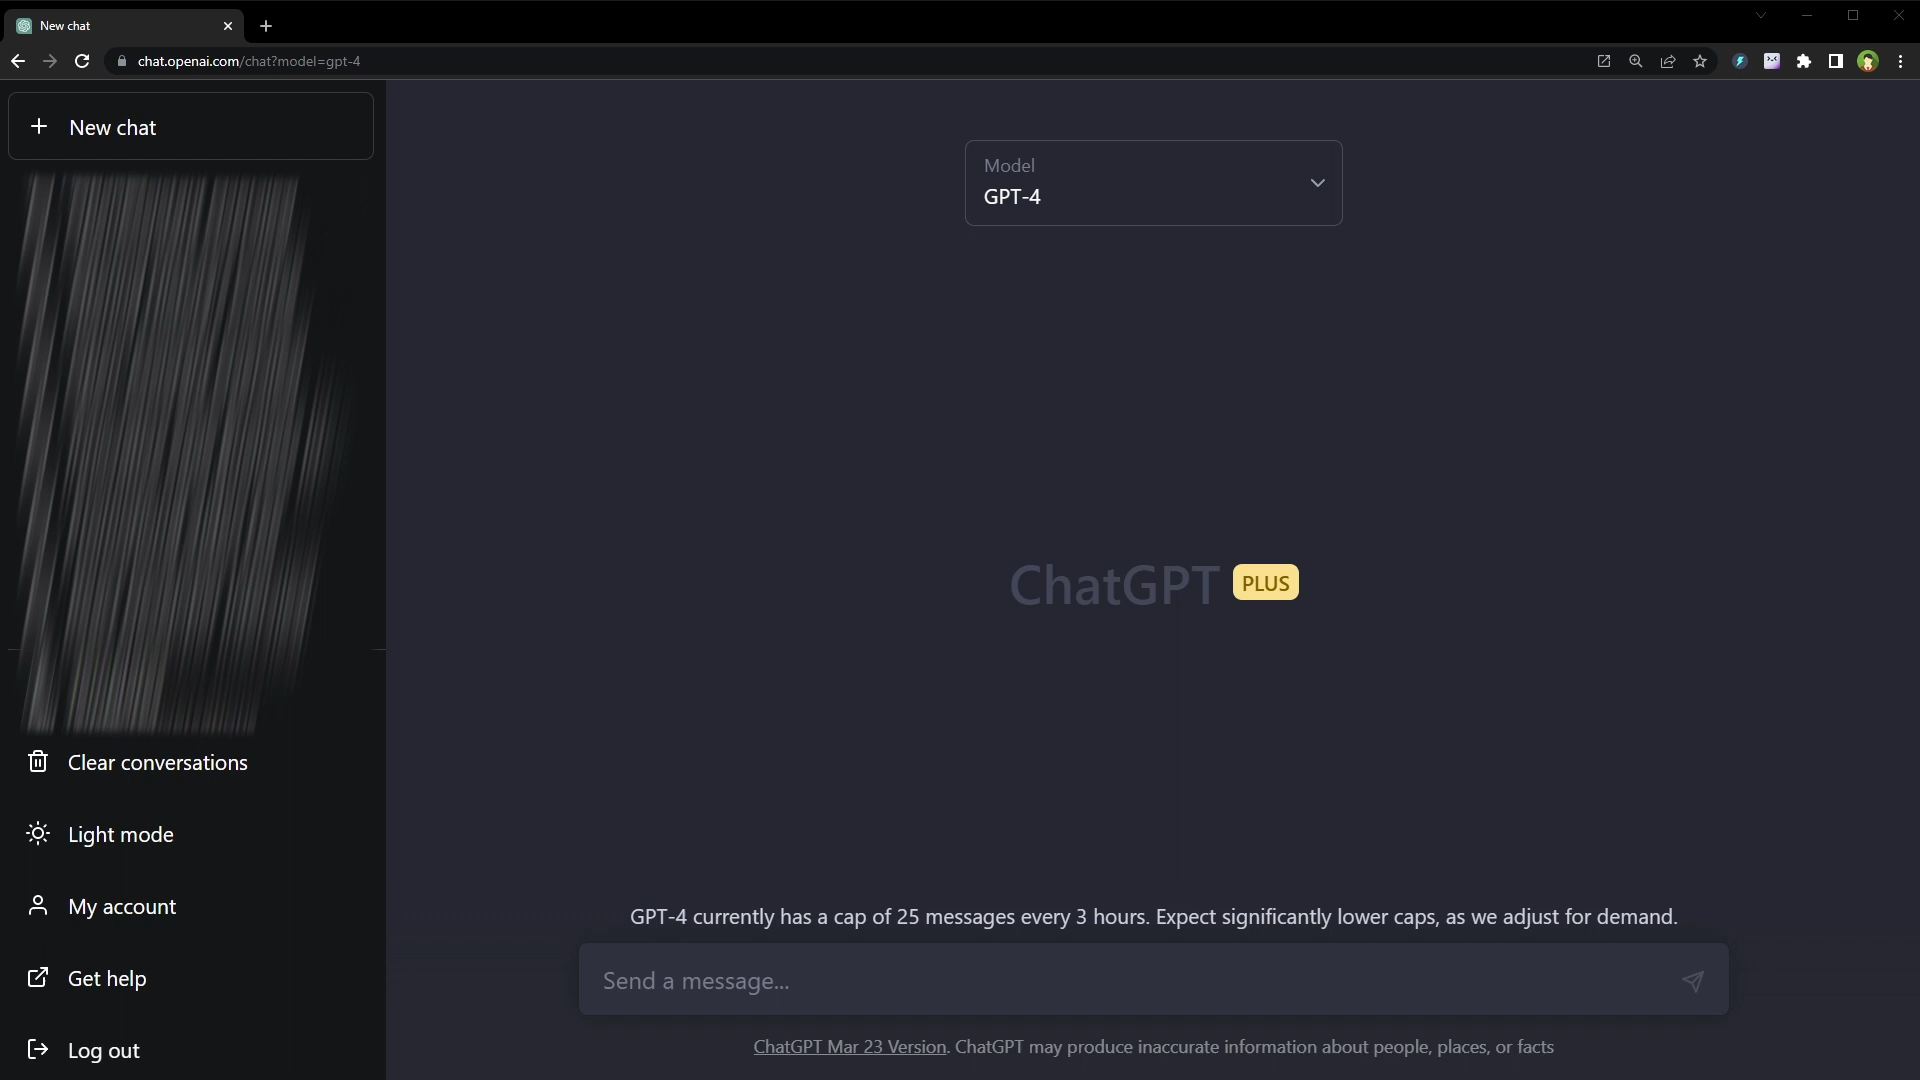 New chat
chat.openai.com/chat?model=gpt-4
New chat
Model
GPT-4
ChatGPT PLUS
Clear conversations
Light mode
My account
Get help
Log out
GPT-4 currently has a cap of 25 messages every 3 hours. Expect significantly lower caps, as we adjust for demand.
Send a message...
ChatGPT Mar 23 Version. ChatGPT may produce inaccurate information about people, places, or facts